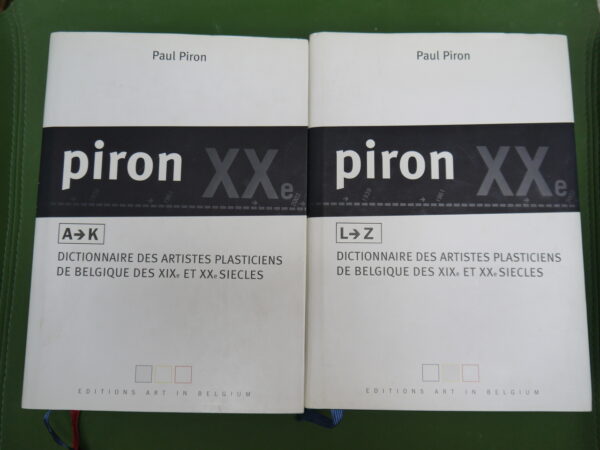 Paul Piron
piron XXe
A→K
DICTIONNAIRE DES ARTISTES PLASTICIENS
DE BELGIQUE DES XIXe ET XXe SIECLES
EDITIONS ART IN BELGIUM
Paul Piron
piron XXe
L→Z
DICTIONNAIRE DES ARTISTES PLASTICIENS
DE BELGIQUE DES XIXe ET XXe SIECLES
EDITIONS ART IN BELGIUM